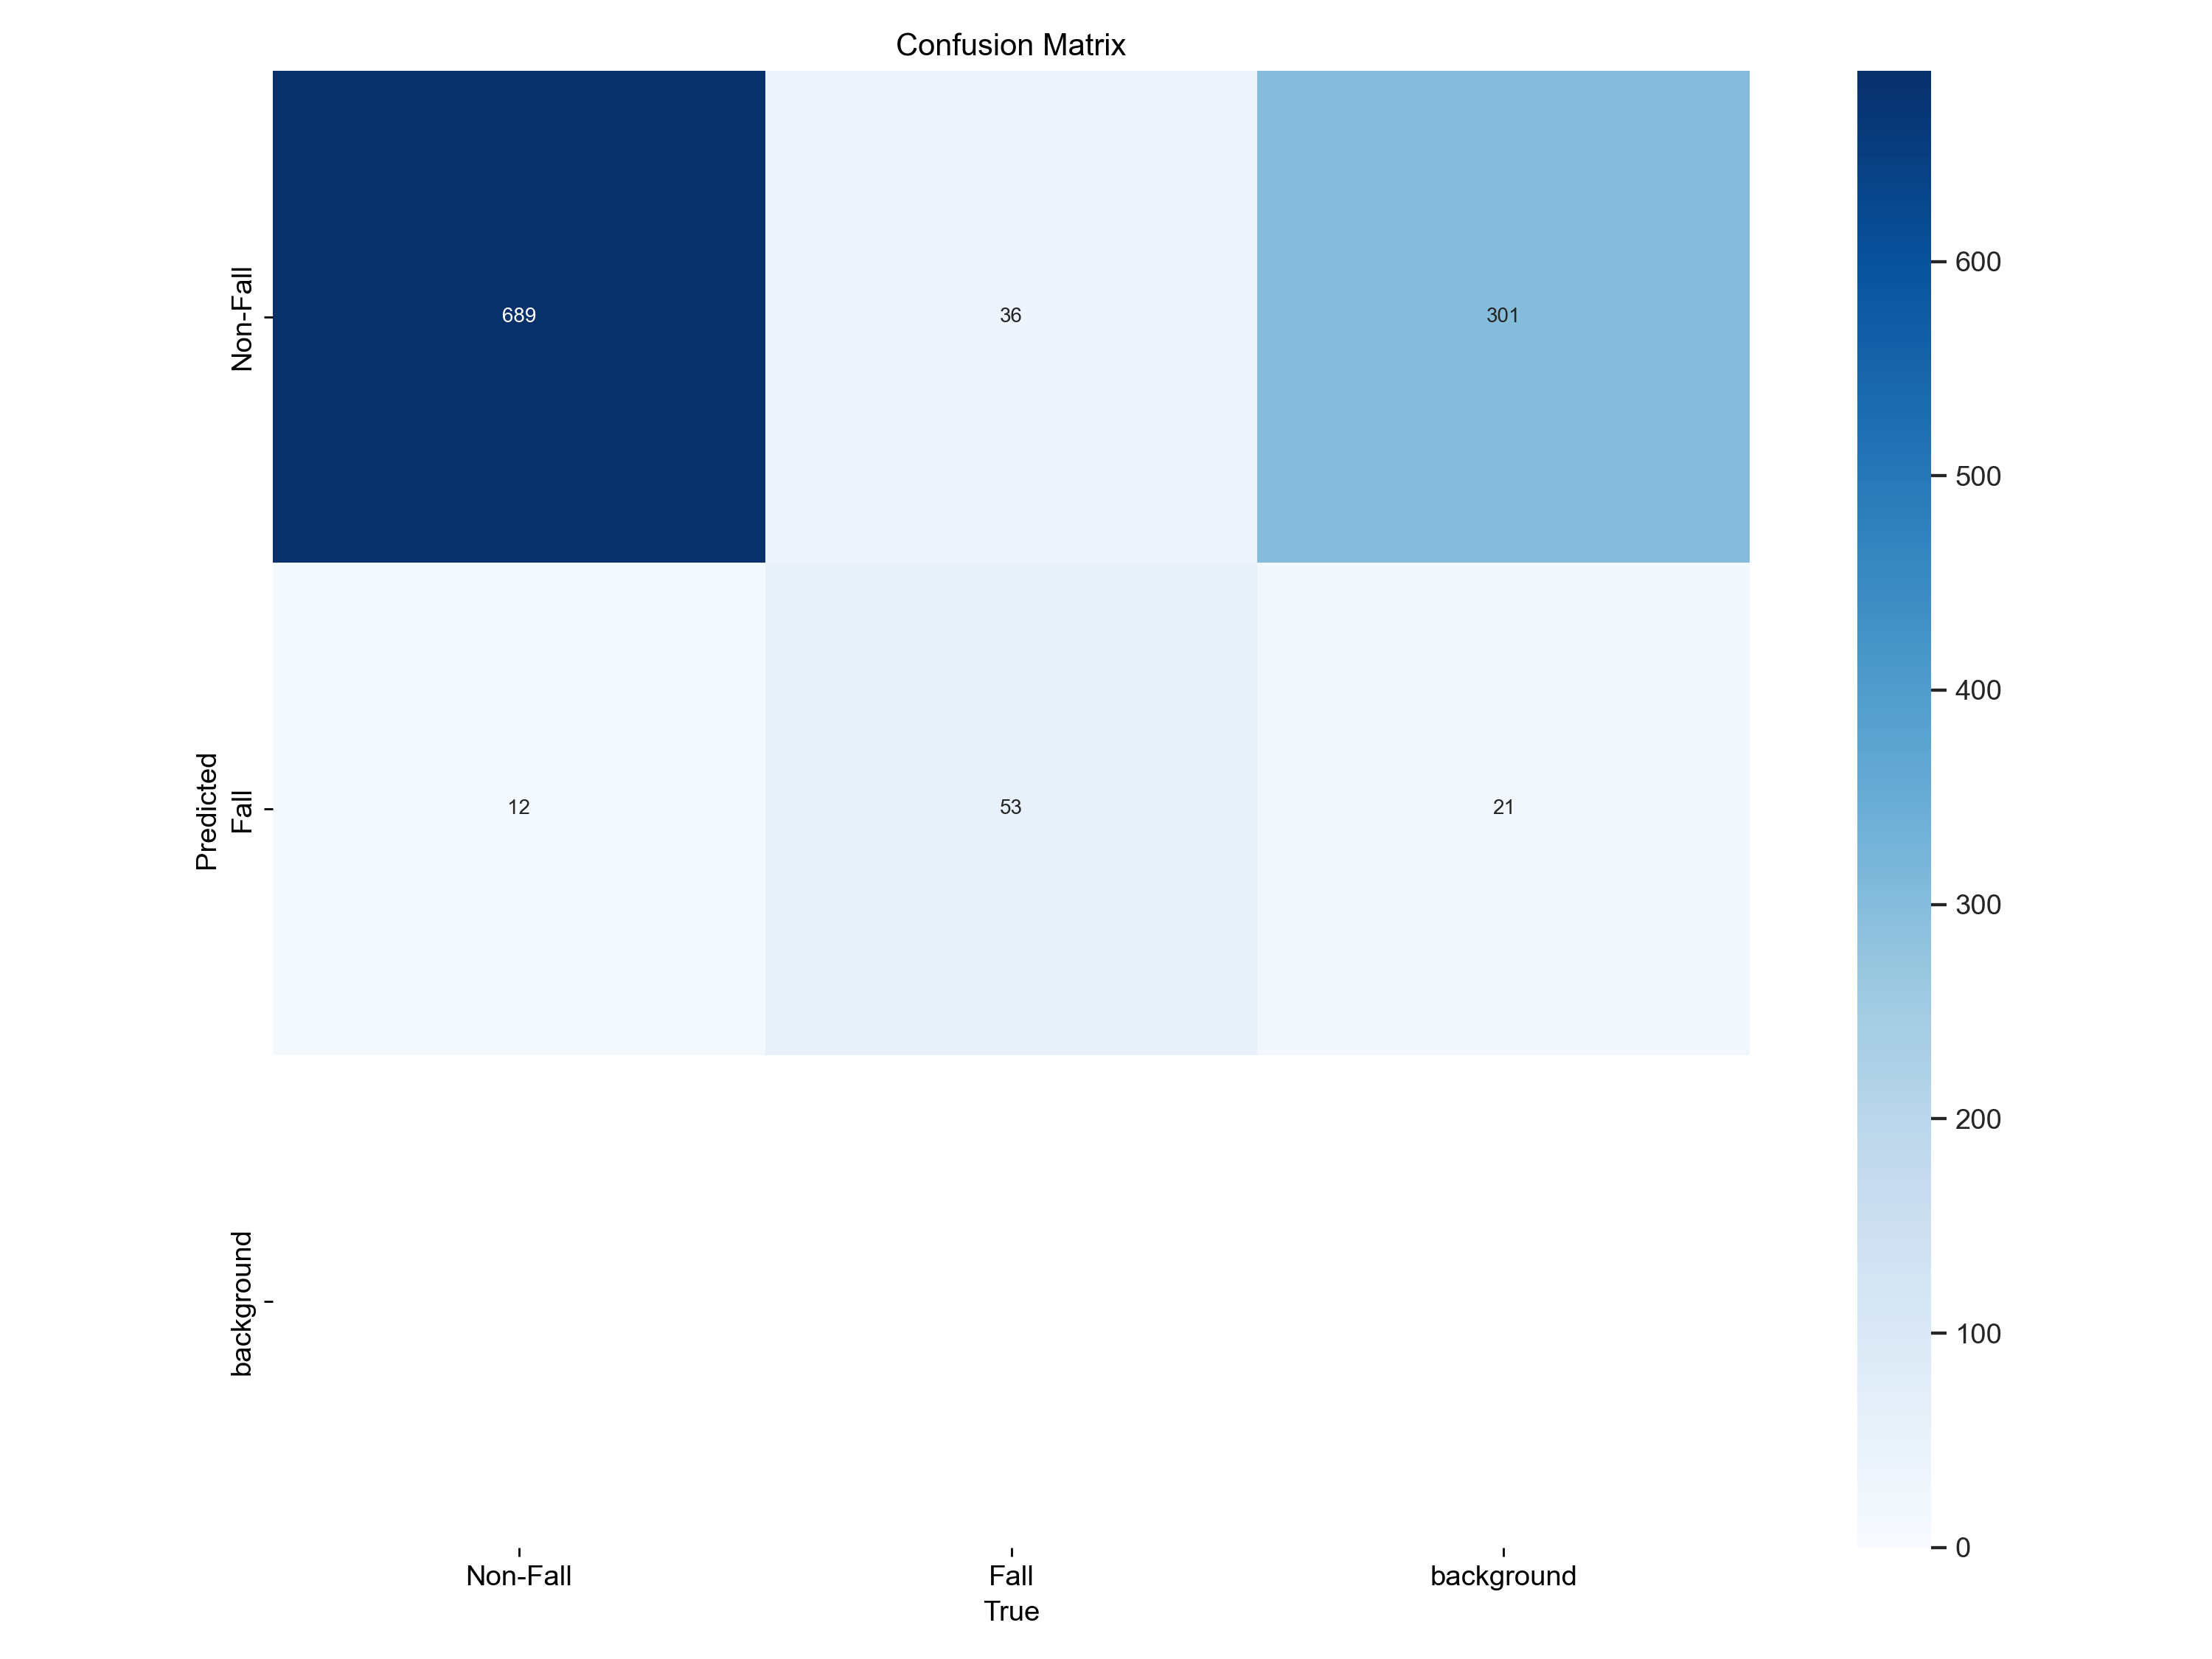 Confusion Matrix
Predicted
Non-Fall
689
36
301
Fall
12
53
21
background
Non-Fall
Fall
background
True
600
500
400
300
200
100
0